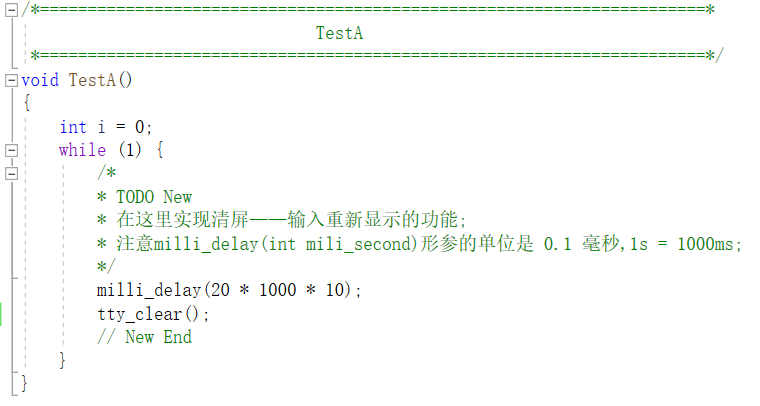 /*======================================================================*
                               TestA
 *======================================================================*/
void TestA()
{
    int i = 0;
    while (1) {
        /*
        * TODO New
        * 在这里实现清屏——输入重新显示的功能;
        * 注意milli_delay(int mili_second)形参的单位是 0.1 毫秒,1s = 1000ms;
        */
        milli_delay(20 * 1000 * 10);
        tty_clear();
        // New End
    }
}